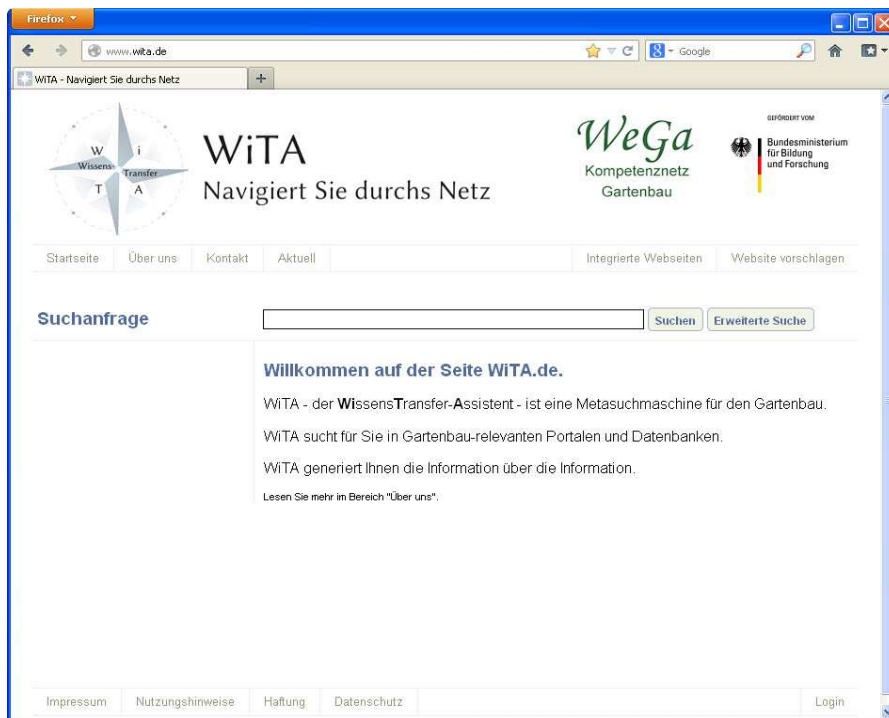 Firefox
www.wita.de
Google
WiTA - Navigiert Sie durchs Netz
W i
Wissens- Transfer
T A
WiTA
Navigiert Sie durchs Netz
WeGa
Kompetenznetz
Gartenbau
GEFÖRDERT VOM
Bundesministerium
für Bildung
und Forschung
Startseite Über uns Kontakt Aktuell Integrierte Webseiten Website vorschlagen
Suchanfrage Suchen Erweiterte Suche
Willkommen auf der Seite WiTA.de.
WiTA - der WissensTransfer-Assistent - ist eine Metasuchmaschine für den Gartenbau.
WiTA sucht für Sie in Gartenbau-relevanten Portalen und Datenbanken.
WiTA generiert Ihnen die Information über die Information.
Lesen Sie mehr im Bereich "Über uns".
Impressum Nutzungshinweise Haftung Datenschutz Login